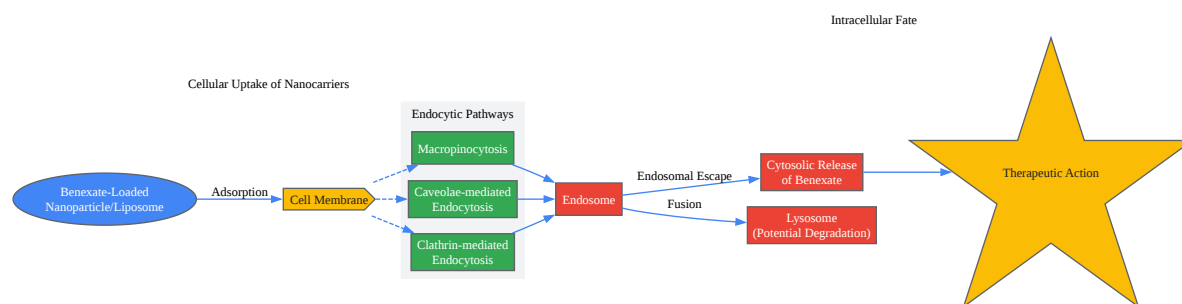 Intracellular Fate
Cellular Uptake of Nanocarriers
Endocytic Pathways
Macropinocytosis
Benexate-Loaded
Nanoparticle/Liposome
Adsorption
Cell Membrane
Caveolae-mediated
Endocytosis
Clathrin-mediated
Endocytosis
Endosome
Endosomal Escape
Fusion
Cytosolic Release
of Benexate
Lysosome
(Potential Degradation)
Therapeutic Action